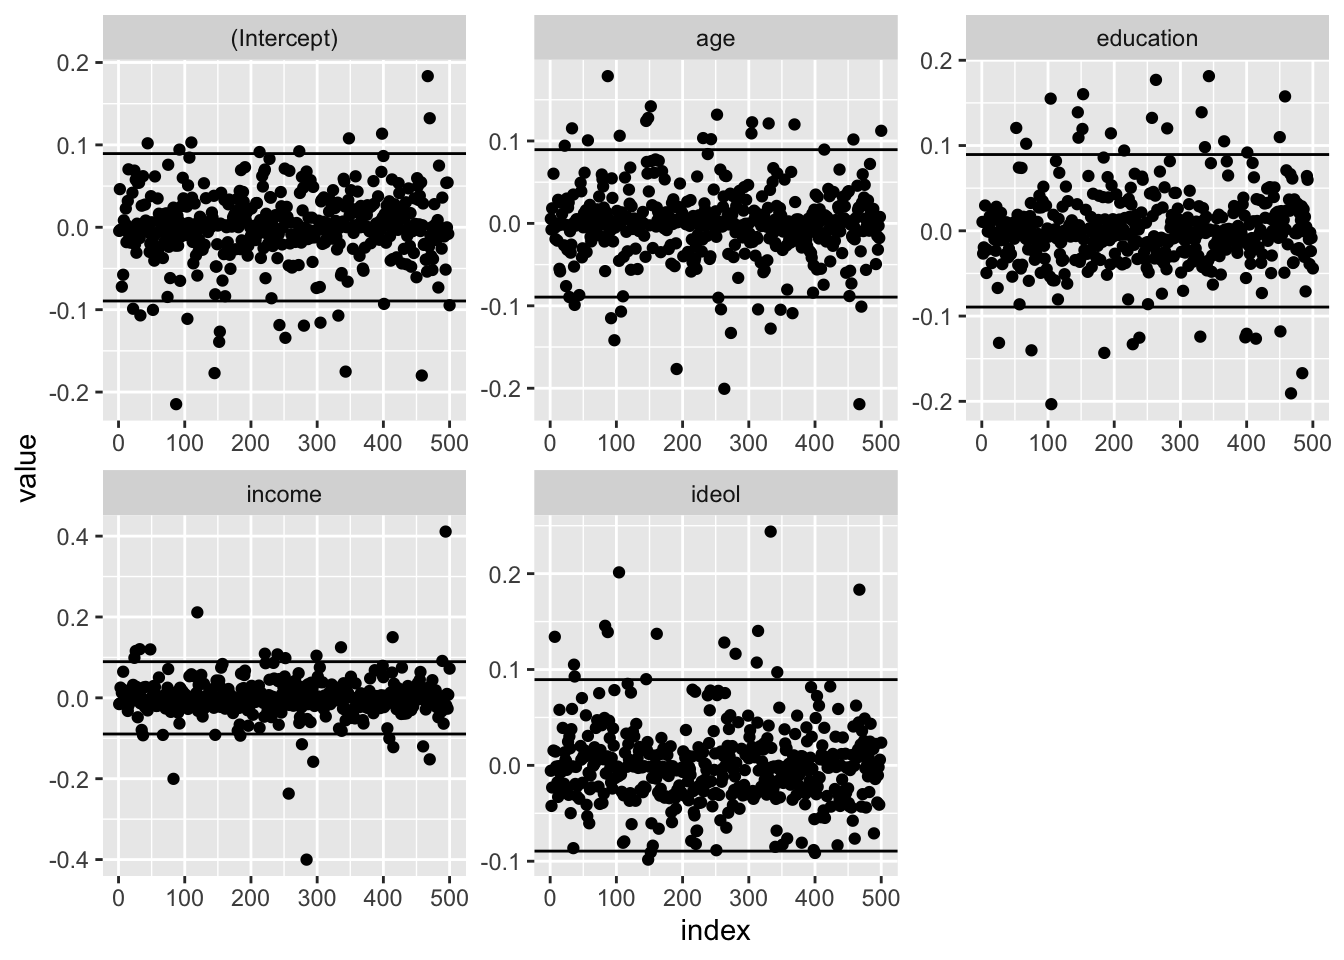 (Intercept) age education
0.2 0.1 0.0 -0.1 -0.2
0.1 0.0 -0.1 -0.2
0.2 0.1 0.0 -0.1 -0.2
0 100 200 300 400 500 0 100 200 300 400 500 0 100 200 300 400 500
value
income ideol
0.4 0.2 0.0 -0.2 -0.4
0.2 0.1 0.0 -0.1
0 100 200 300 400 500 0 100 200 300 400 500
index